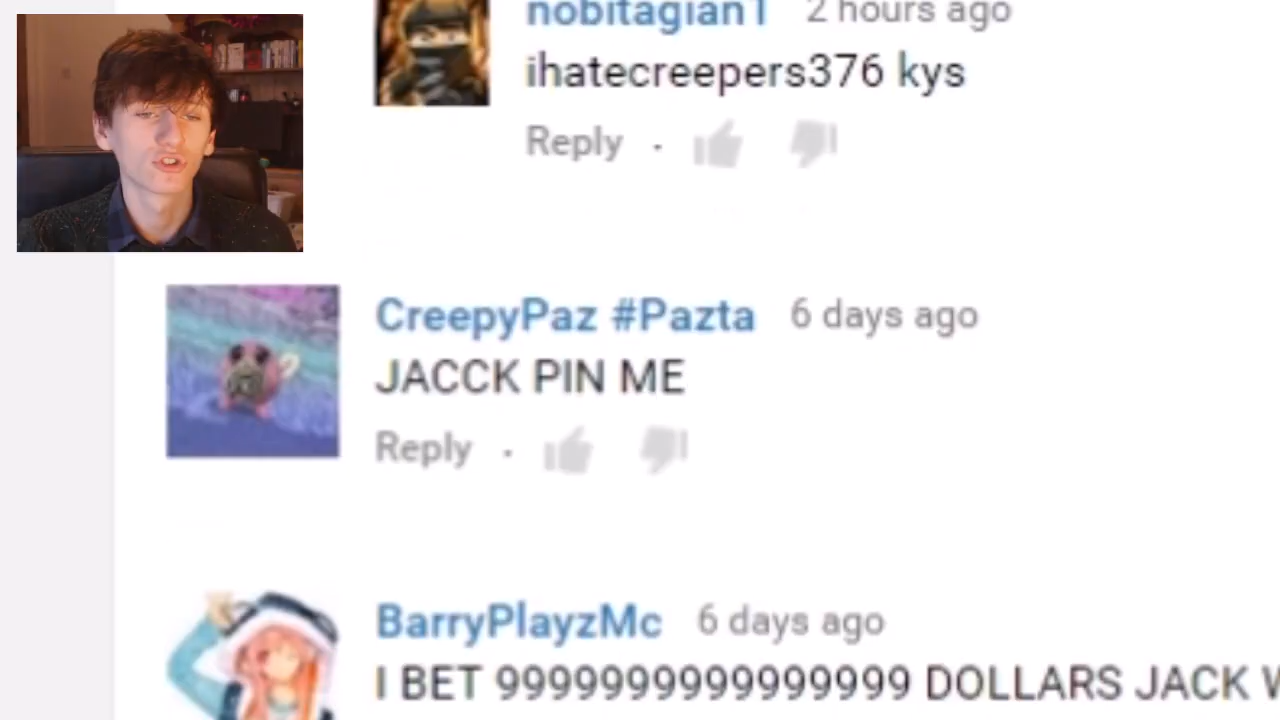 nobitagian1 2 hours ago
ihatecreepers376 kys
Reply
CreepyPaz #Pazta 6 days ago
JACCK PIN ME
Reply
BarryPlayzMc 6 days ago
I BET 9999999999999999 DOLLARS JACK